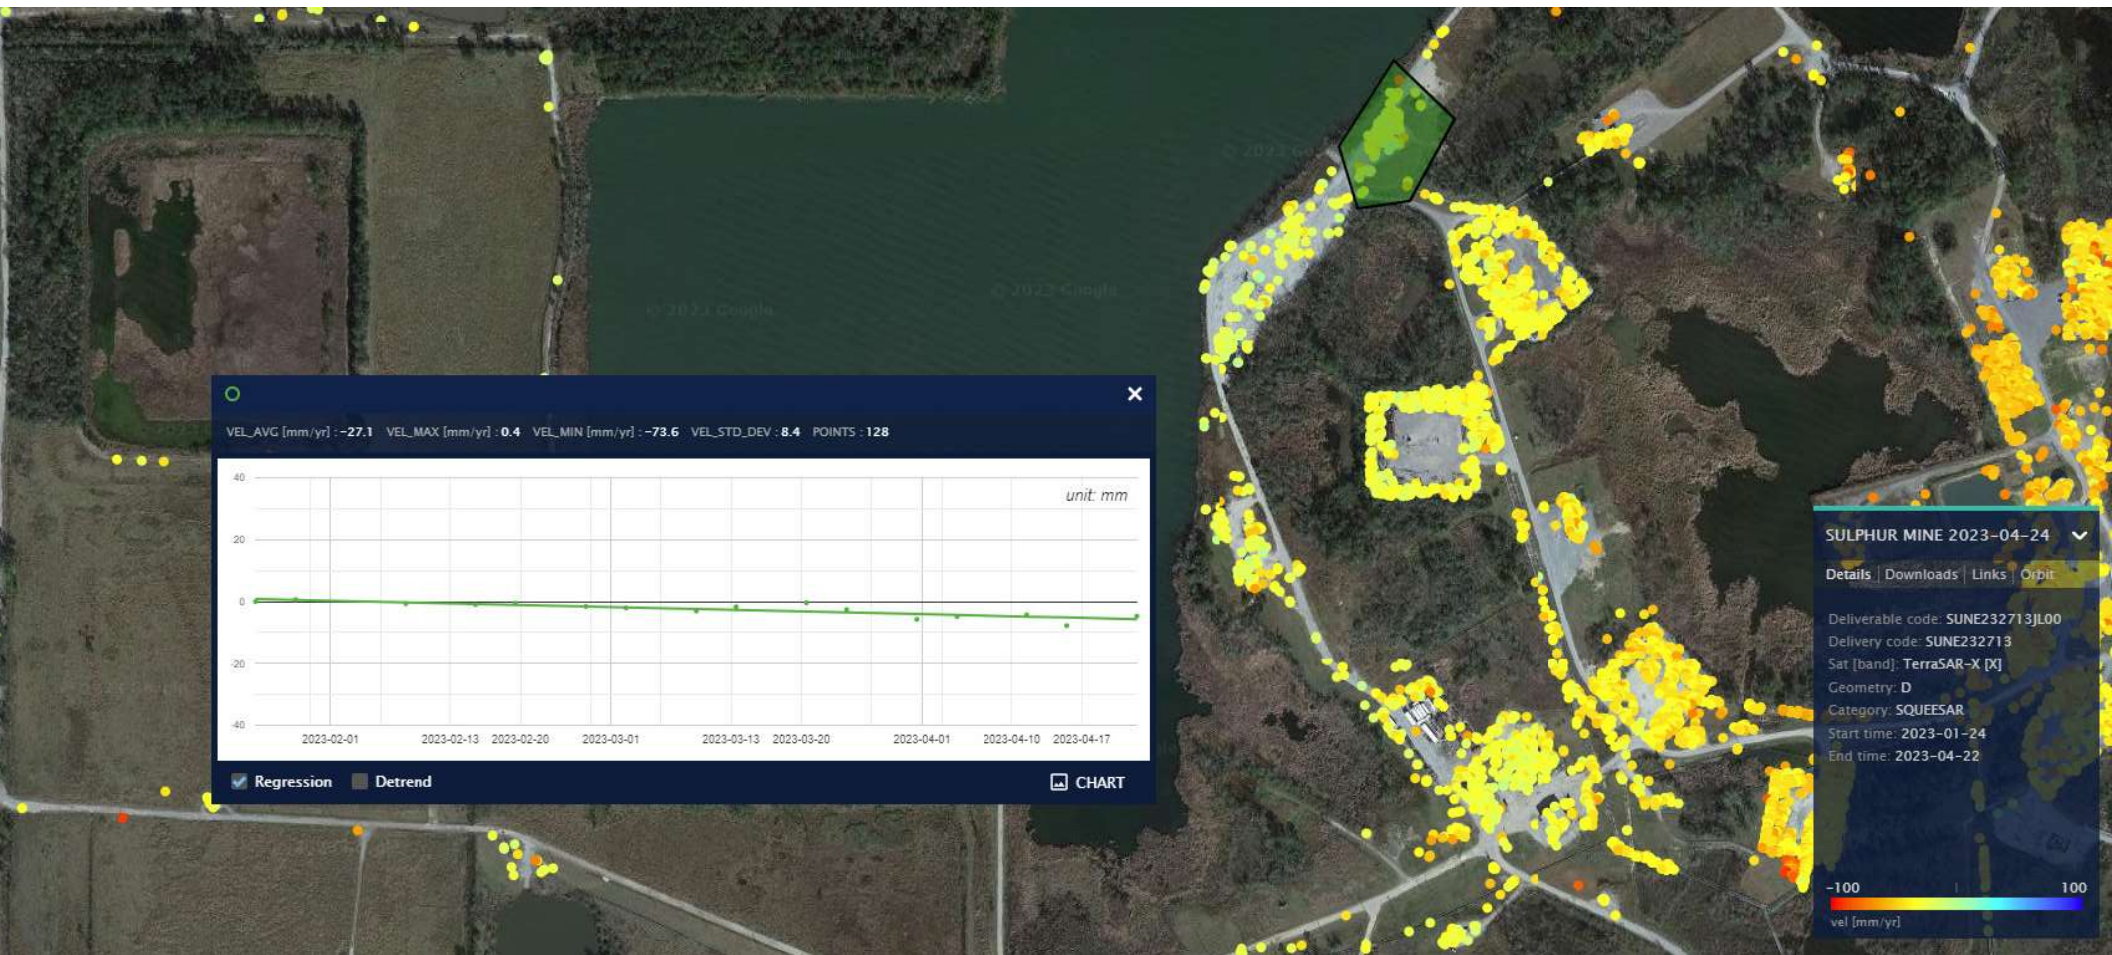 © 2023 Google
© 2023 Google
VEL_AVG [mm/yr] : -27.1 VEL_MAX [mm/yr] : 0.4 VEL_MIN [mm/yr] : -73.6 VEL_STD_DEV : 8.4 POINTS : 128
unit: mm
40
20
0
-20
-40
2023-02-01 2023-02-13 2023-02-20 2023-03-01 2023-03-13 2023-03-20 2023-04-01 2023-04-10 2023-04-17
Regression Detrend CHART
SULPHUR MINE 2023-04-24
Details | Downloads | Links | Orbit
Deliverable code: SUNE232713JL00
Delivery code: SUNE232713
Sat [band]: TerraSAR-X [X]
Geometry: D
Category: SQUEESAR
Start time: 2023-01-24
End time: 2023-04-22
-100 100
vel [mm/yr]